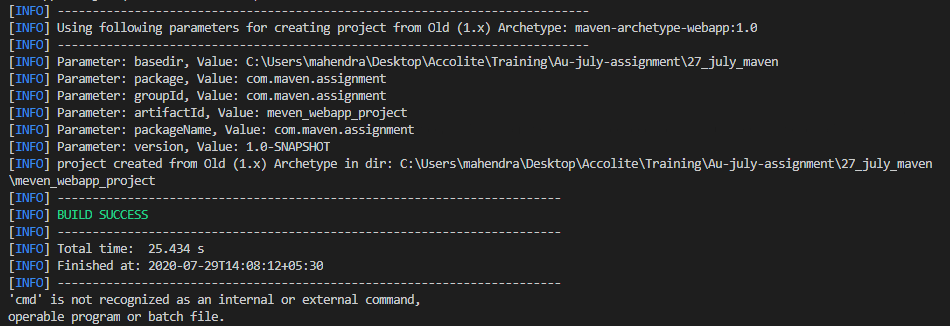 [INFO] ----------------------------------------------------------------------------
[INFO] Using following parameters for creating project from Old (1.x) Archetype: maven-archetype-webapp:1.0
[INFO] ----------------------------------------------------------------------------
[INFO] Parameter: basedir, Value: C:\Users\mahendra\Desktop\Accolite\Training\Au-july-assignment\27_july_maven
[INFO] Parameter: package, Value: com.maven.assignment
[INFO] Parameter: groupId, Value: com.maven.assignment
[INFO] Parameter: artifactId, Value: meven_webapp_project
[INFO] Parameter: packageName, Value: com.maven.assignment
[INFO] Parameter: version, Value: 1.0-SNAPSHOT
[INFO] project created from Old (1.x) Archetype in dir: C:\Users\mahendra\Desktop\Accolite\Training\Au-july-assignment\27_july_maven
\meven_webapp_project
[INFO] ------------------------------------------------------------------------
[INFO] BUILD SUCCESS
[INFO] ------------------------------------------------------------------------
[INFO] Total time:  25.434 s
[INFO] Finished at: 2020-07-29T14:08:12+05:30
[INFO] ------------------------------------------------------------------------
'cmd' is not recognized as an internal or external command,
operable program or batch file.